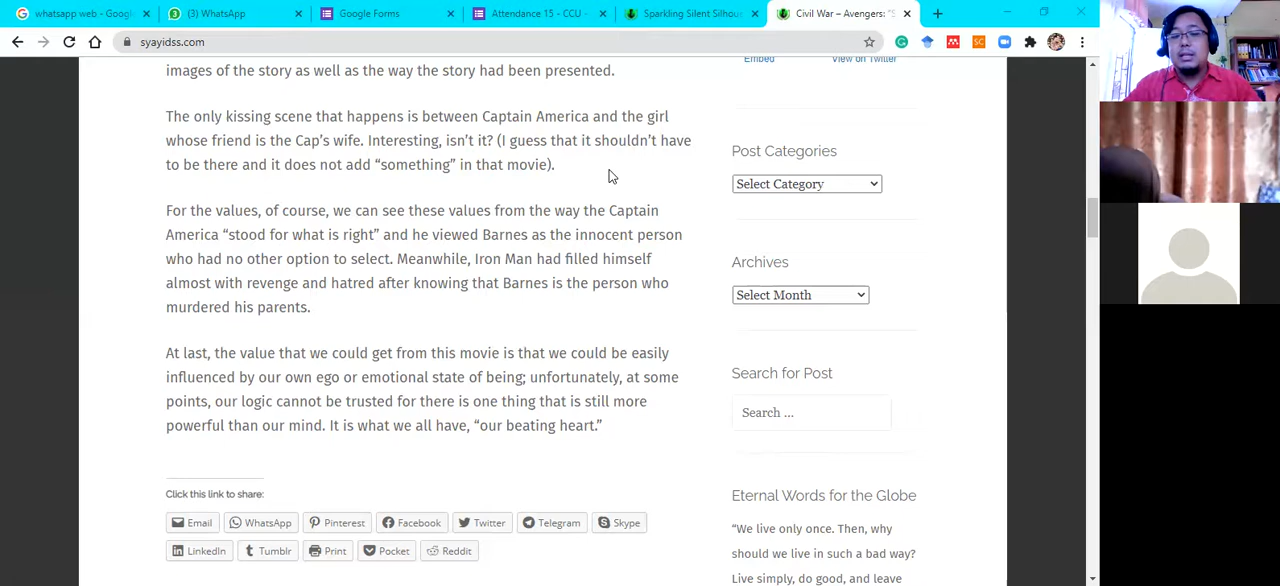 whatsapp web - Googl
(3) WhatsApp
Google Forms
Attendance 15 - CCU -
Sparkling Silent Silhou
Civil War – Avengers: "S
syayidss.com
images of the story as well as the way the story had been presented.
The only kissing scene that happens is between Captain America and the girl
whose friend is the Cap's wife. Interesting, isn't it? (I guess that it shouldn't have
to be there and it does not add “something” in that movie).
For the values, of course, we can see these values from the way the Captain
America “stood for what is right” and he viewed Barnes as the innocent person
who had no other option to select. Meanwhile, Iron Man had filled himself
almost with revenge and hatred after knowing that Barnes is the person who
murdered his parents.
At last, the value that we could get from this movie is that we could be easily
influenced by our own ego or emotional state of being; unfortunately, at some
points, our logic cannot be trusted for there is one thing that is still more
powerful than our mind. It is what we all have, “our beating heart.”
Click this link to share:
Email WhatsApp Pinterest Facebook Twitter Telegram Skype
LinkedIn Tumblr Print Pocket Reddit
Embed View on Twitter
Post Categories
Select Category
Archives
Select Month
Search for Post
Search ...
Eternal Words for the Globe
“We live only once. Then, why
should we live in such a bad way?
Live simply, do good, and leave